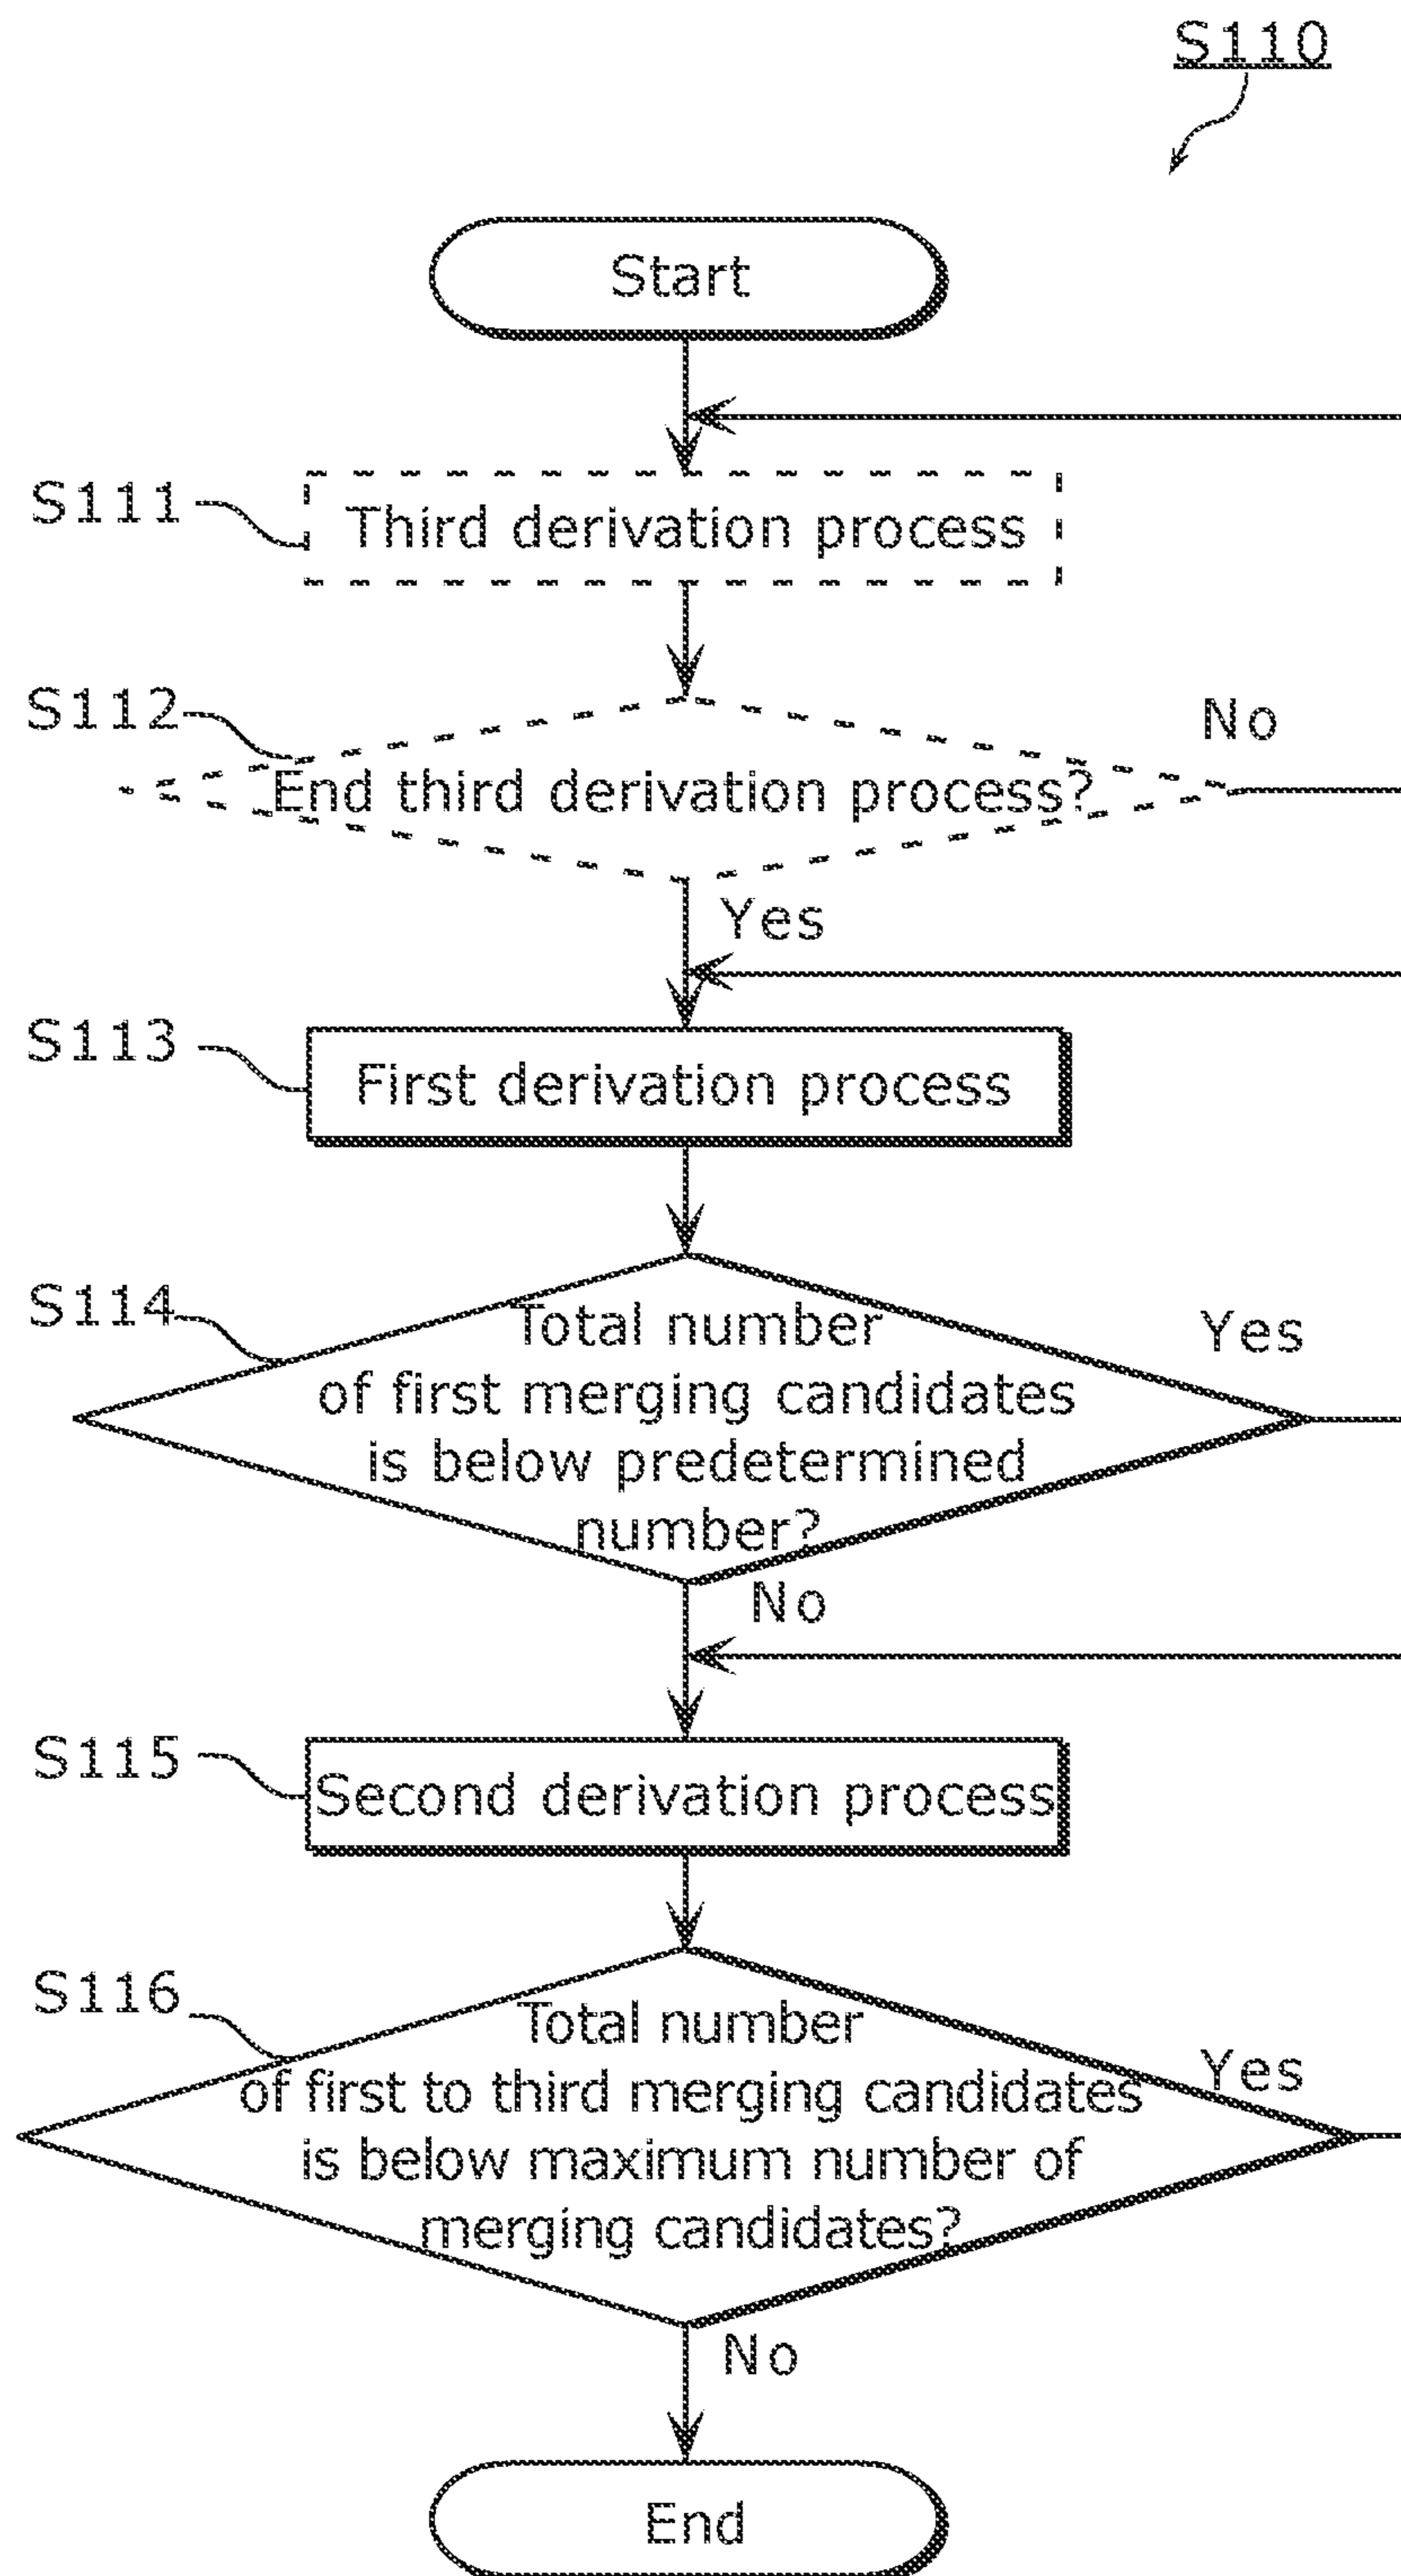 S110
Start
S111
Third derivation process
S112
No
End third derivation process?
Yes
S113
First derivation process
S114
Total number
Yes
of first merging candidates
is below predetermined
number?
No
S115
Second derivation process
S116
Total number
Yes
of first to third merging candidates
is below maximum number of
merging candidates?
No
End